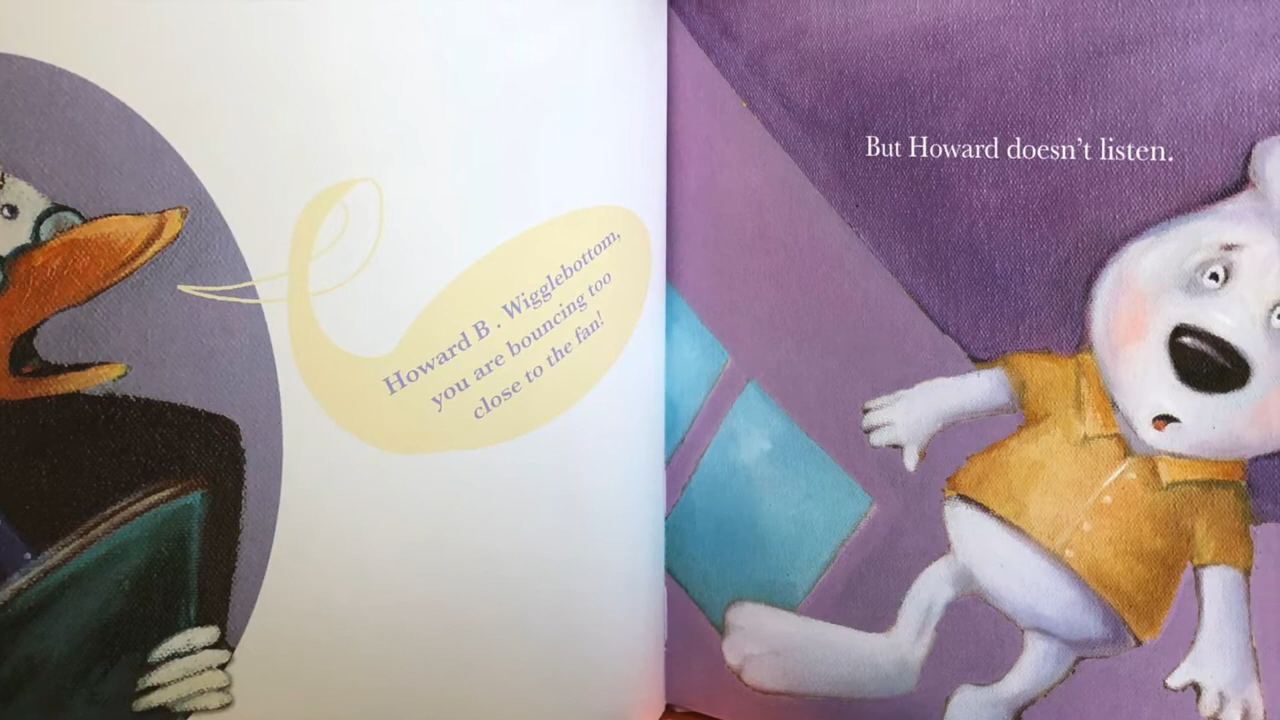 Howard B . Wigglebottom,
you are bouncing too
close to the fan!
But Howard doesn't listen.